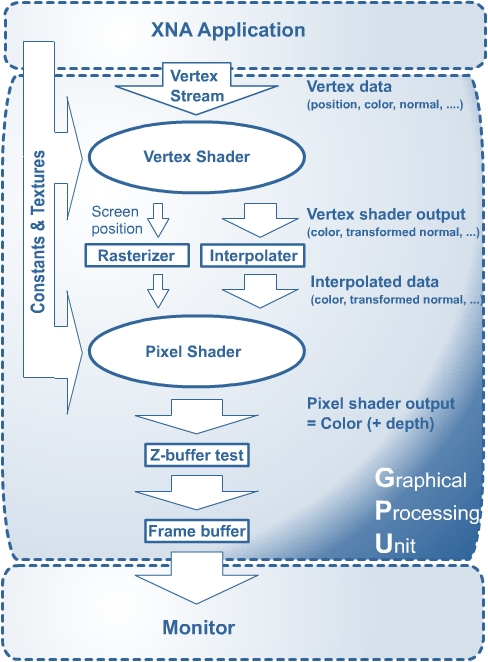 XNA Application
Vertex
Stream
Vertex data
(position, color, normal, ....)
Constants & Textures
Vertex Shader
Screen
position
Vertex shader output
(color, transformed normal, ...)
Rasterizer
Interpolater
Interpolated data
(color, transformed normal, ...
Pixel Shader
Pixel shader output
= Color (+ depth)
Z-buffer test
Graphical
Processing
Unit
Frame buffer
Monitor